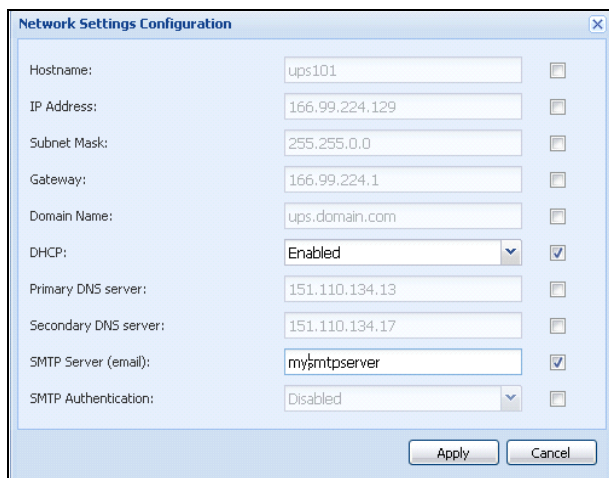 Network Settings Configuration
Hostname: ups101
IP Address: 166.99.224.129
Subnet Mask: 255.255.0.0
Gateway: 166.99.224.1
Domain Name: ups.domain.com
DHCP: Enabled
Primary DNS server: 151.110.134.13
Secondary DNS server: 151.110.134.17
SMTP Server (email): mysmtpserver
SMTP Authentication: Disabled
Apply Cancel